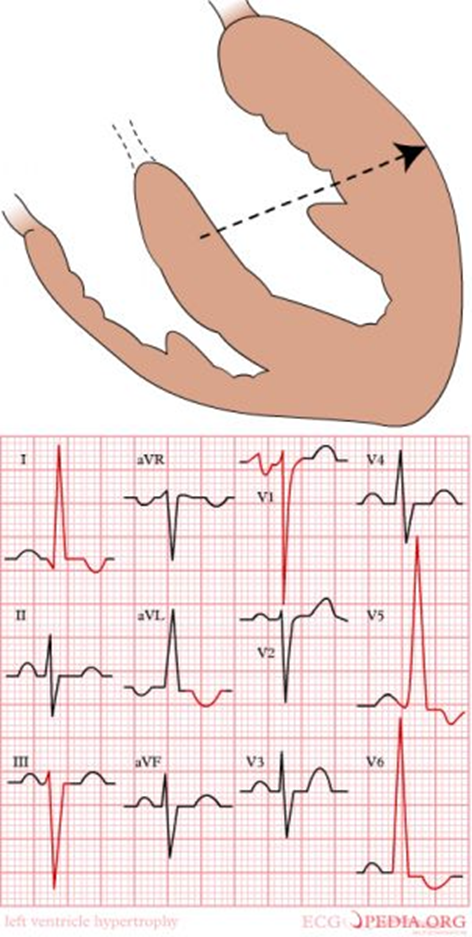 I aVR V1 V4
II aVL V2 V5
III aVF V3 V6
left ventricle hypertrophy ECGPEDIA.ORG